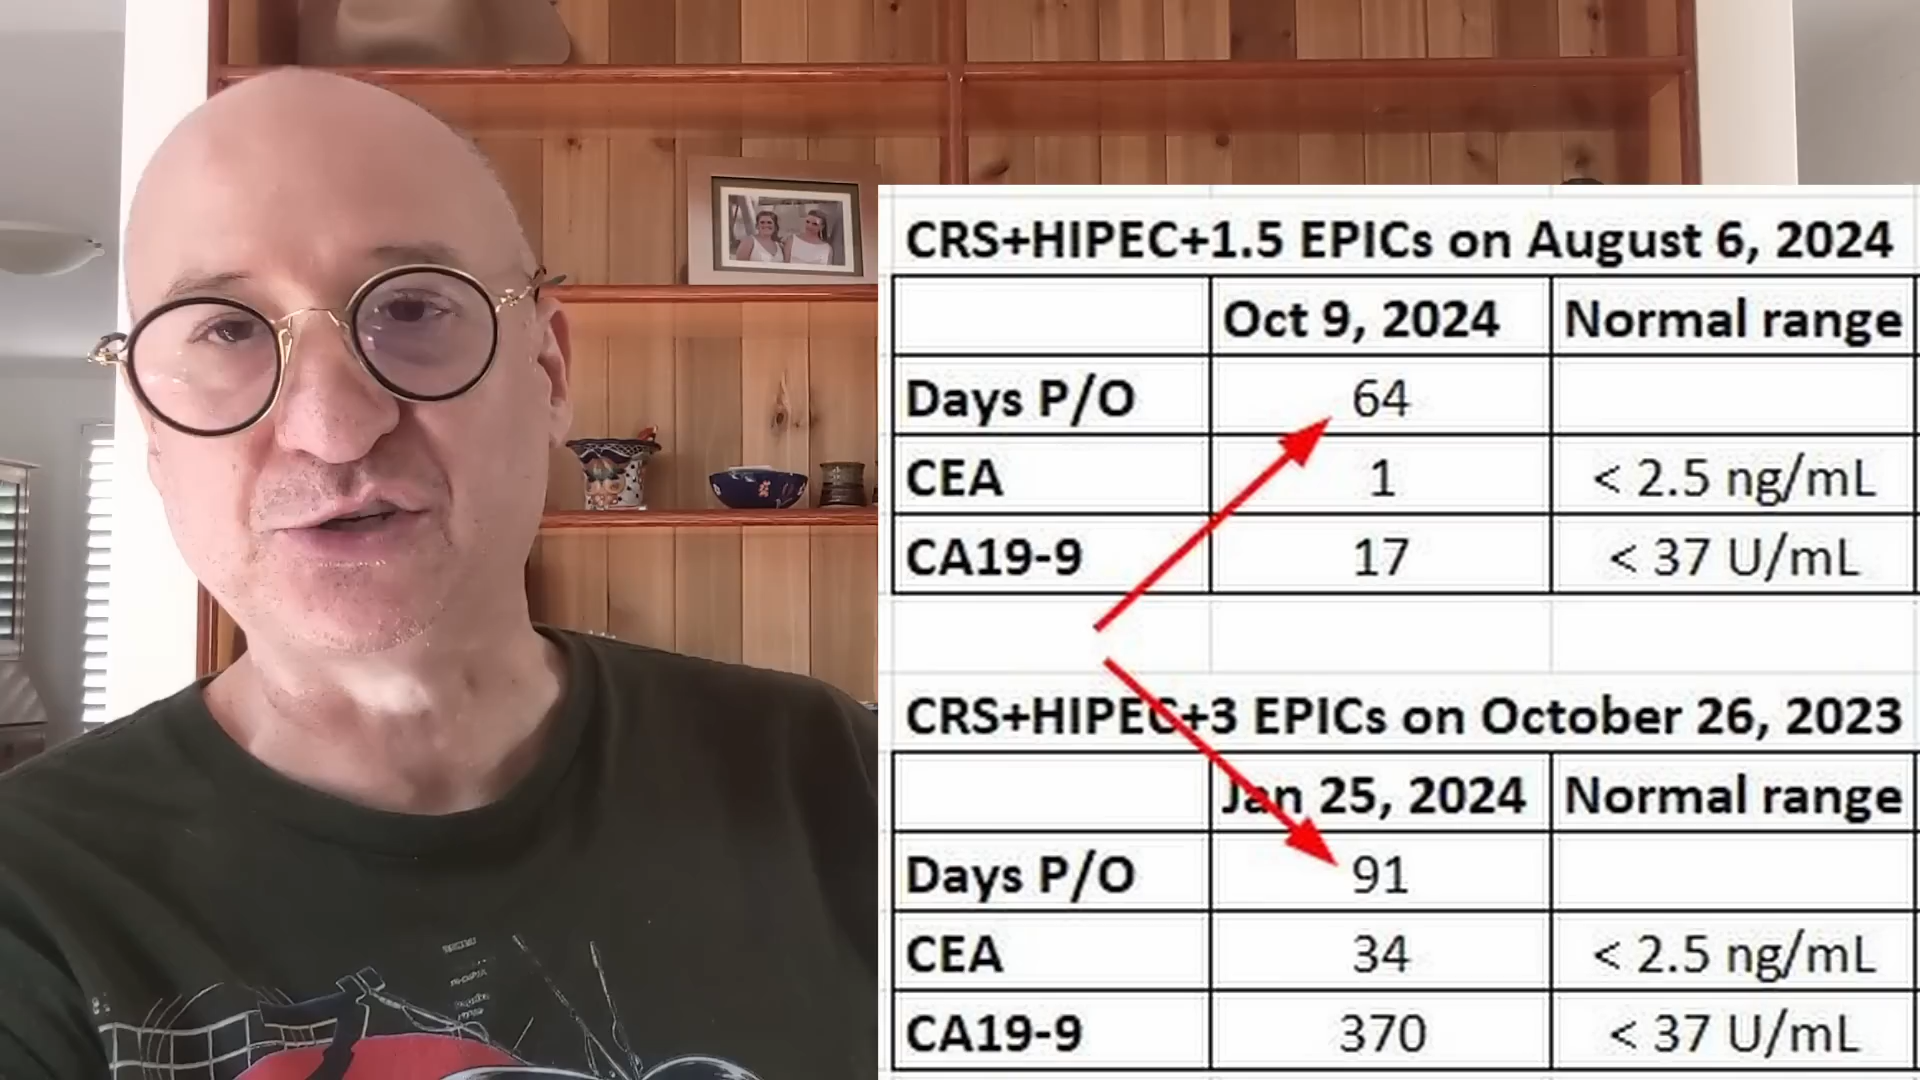 CRS+HIPEC+1.5 EPICs on August 6, 2024
Oct 9, 2024 Normal range
Days P/O 64
CEA 1 < 2.5 ng/mL
CA19-9 17 < 37 U/mL
CRS+HIPEC+3 EPICs on October 26, 2023
Jan 25, 2024 Normal range
Days P/O 91
CEA 34 < 2.5 ng/mL
CA19-9 370 < 37 U/mL